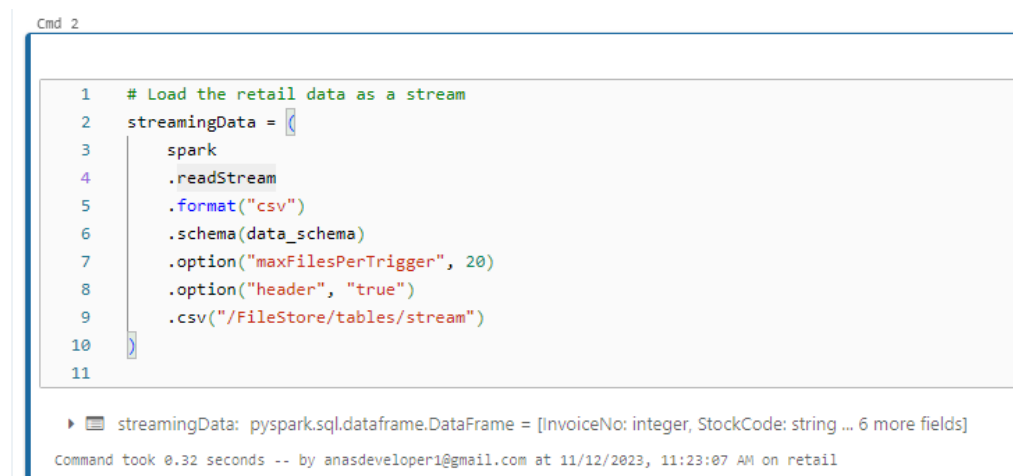 Cmd 2
1 # Load the retail data as a stream
2 streamingData = (
3     spark
4     .readStream
5     .format("csv")
6     .schema(data_schema)
7     .option("maxFilesPerTrigger", 20)
8     .option("header", "true")
9     .csv("/FileStore/tables/stream")
10 )
11
streamingData: pyspark.sql.dataframe.DataFrame = [InvoiceNo: integer, StockCode: string ... 6 more fields]
Command took 0.32 seconds -- by anasdeveloper1@gmail.com at 11/12/2023, 11:23:07 AM on retail